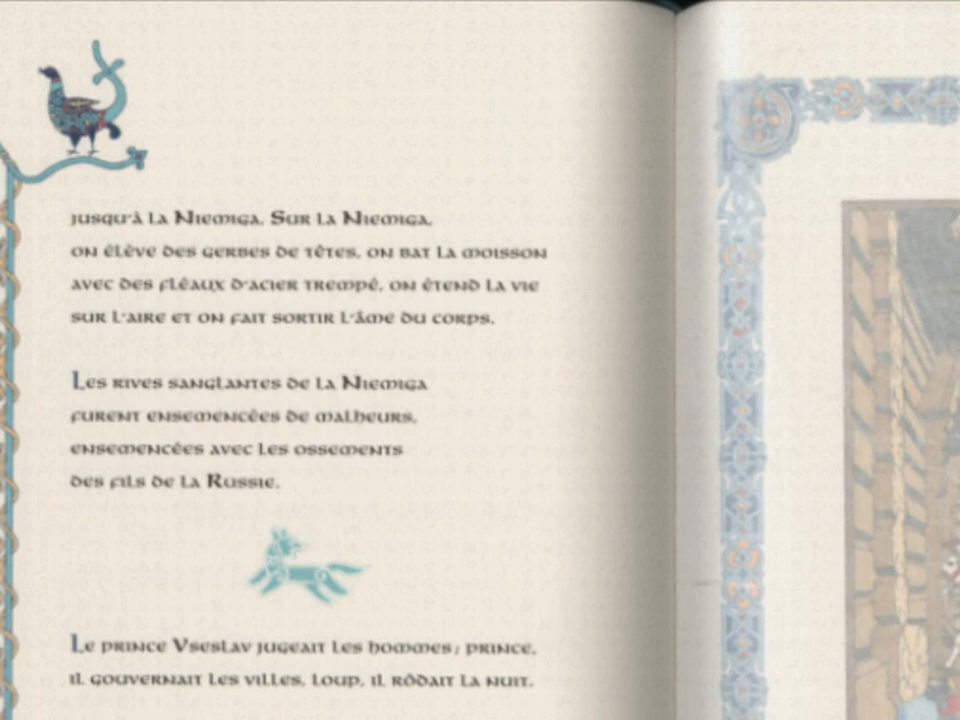 jusqu'à la Niemiga. Sur la Niemiga,
on élève des gerbes de têtes, on bat la moisson
avec des fléaux d'acier trempé, on étend la vie
sur l'aire et on fait sortir l'âme du corps.
Les rives sanglantes de la Niemiga
furent ensemencées de malheurs,
ensemencées avec les ossements
des fils de la Russie.
Le prince Vseslav jugeait les hommes ; prince,
il gouvernait les villes. Loup, il rôdait la nuit.